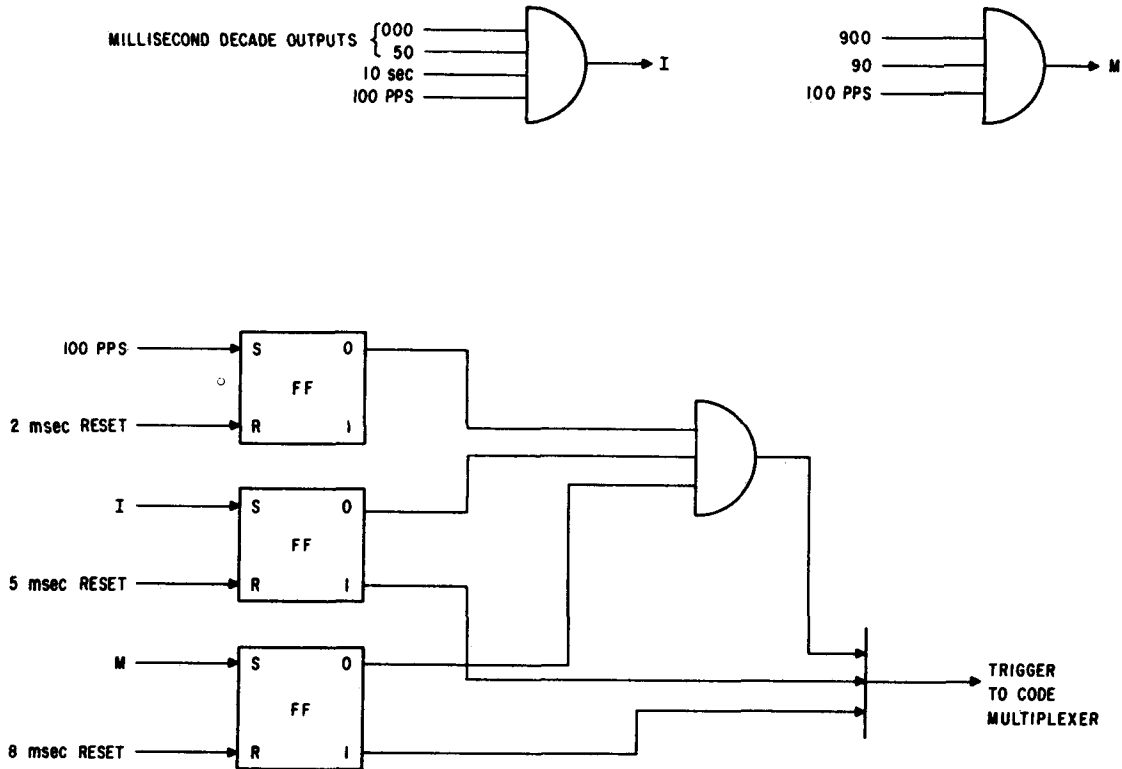 MILLISECOND DECADE OUTPUTS
000
50
10 sec
100 PPS
I
900
90
100 PPS
M
100 PPS
S 0
FF
2 msec RESET
R 1
I
S 0
FF
5 msec RESET
R 1
M
S 0
FF
8 msec RESET
R 1
TRIGGER
TO CODE
MULTIPLEXER